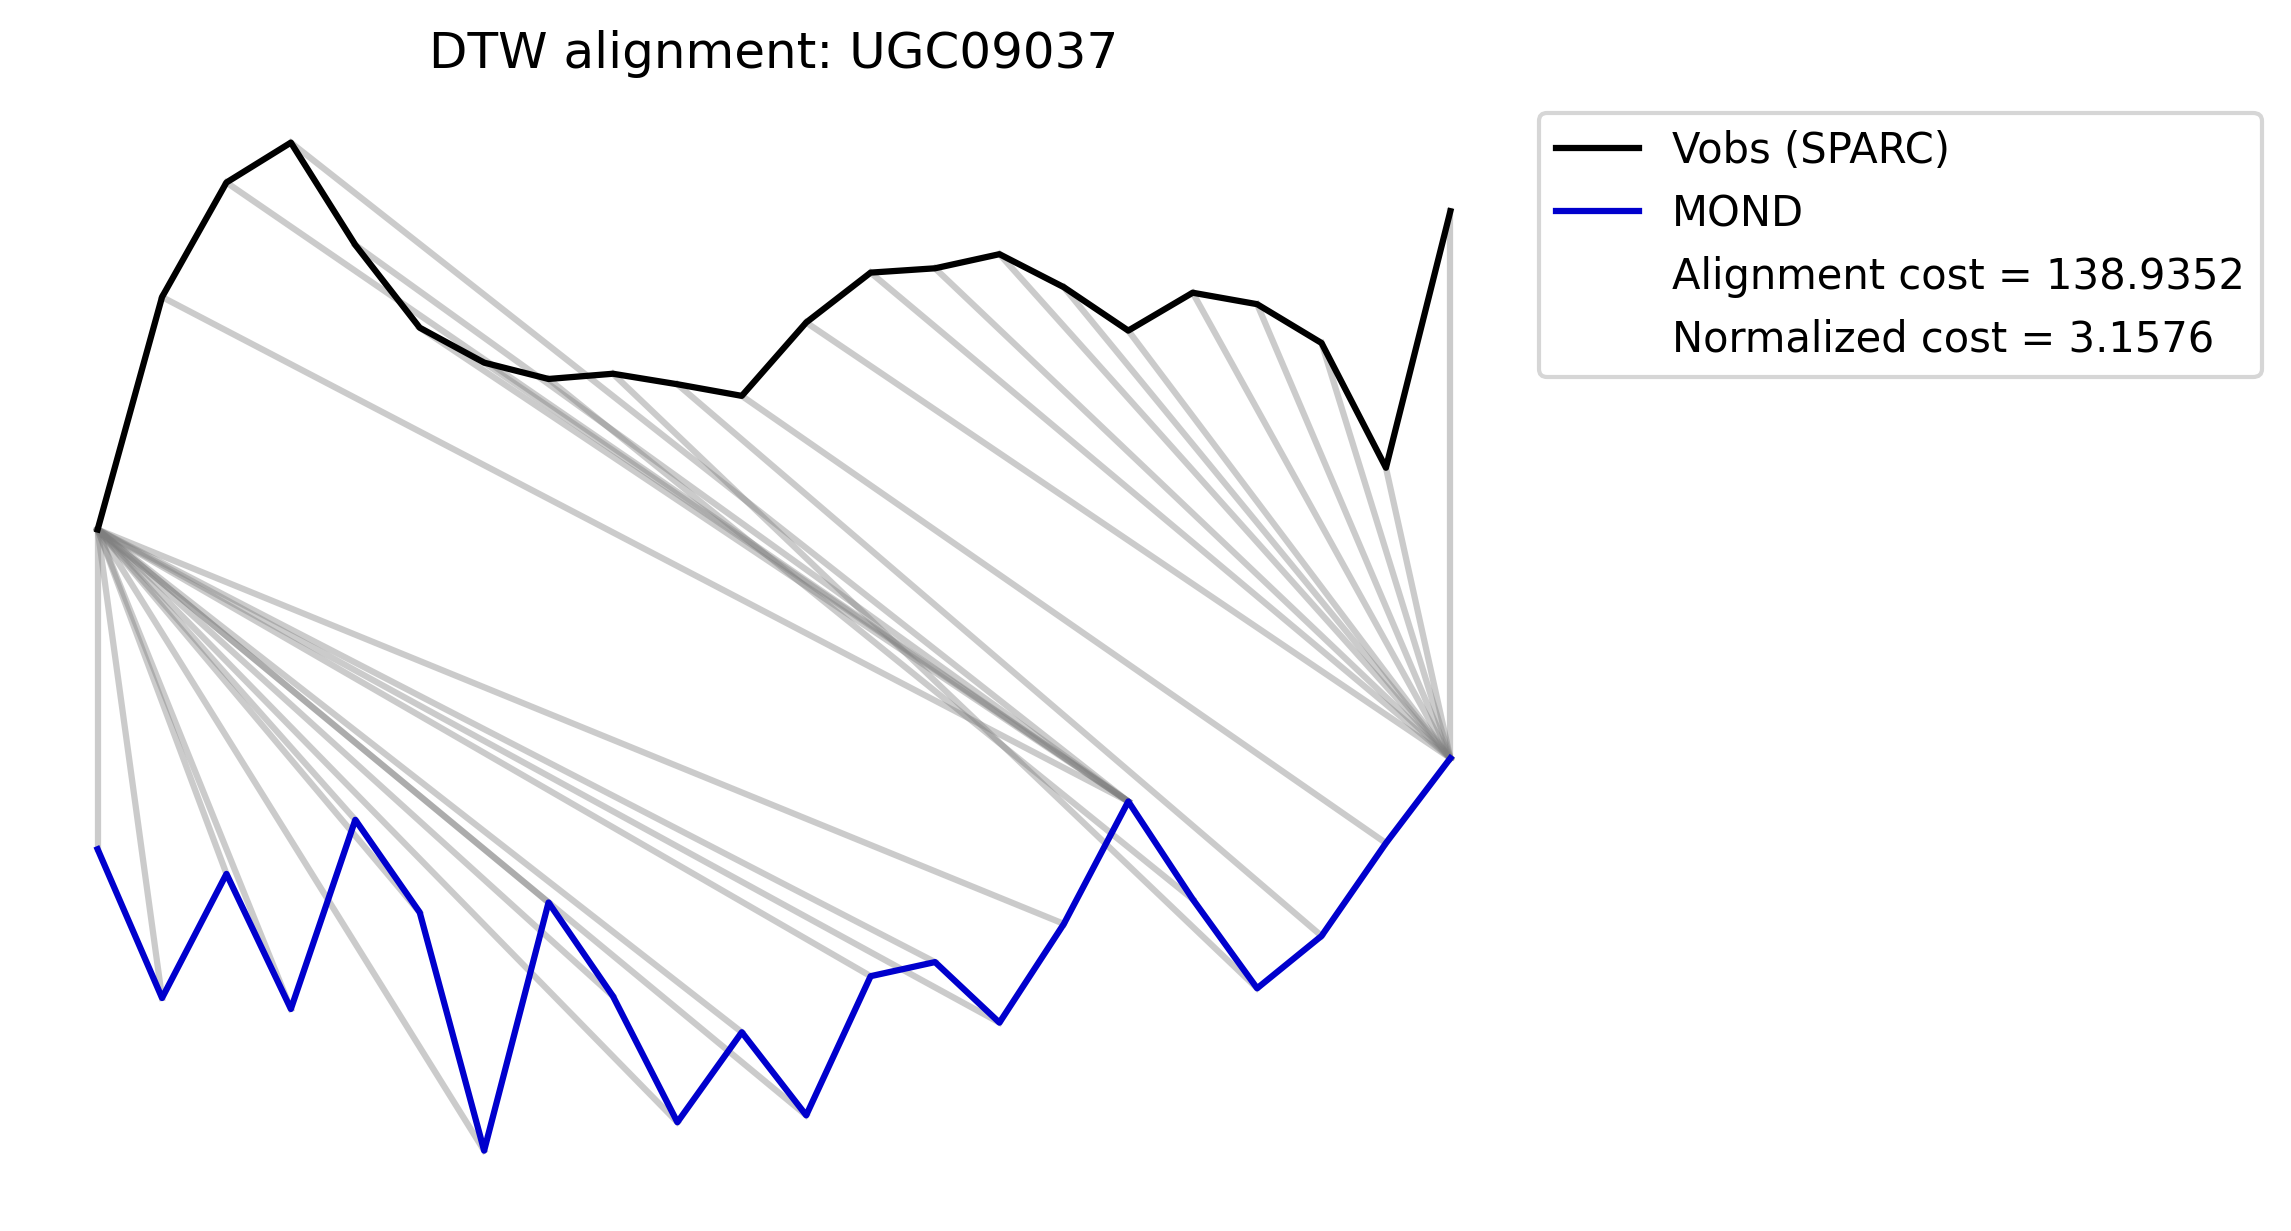 DTW alignment: UGC09037
Vobs (SPARC)
MOND
Alignment cost = 138.9352
Normalized cost = 3.1576